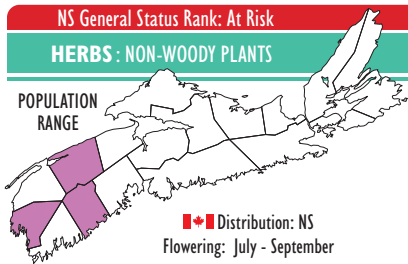 NS General Status Rank: At Risk
HERBS : NON-WOODY PLANTS
POPULATION
RANGE
Distribution: NS
Flowering: July - September